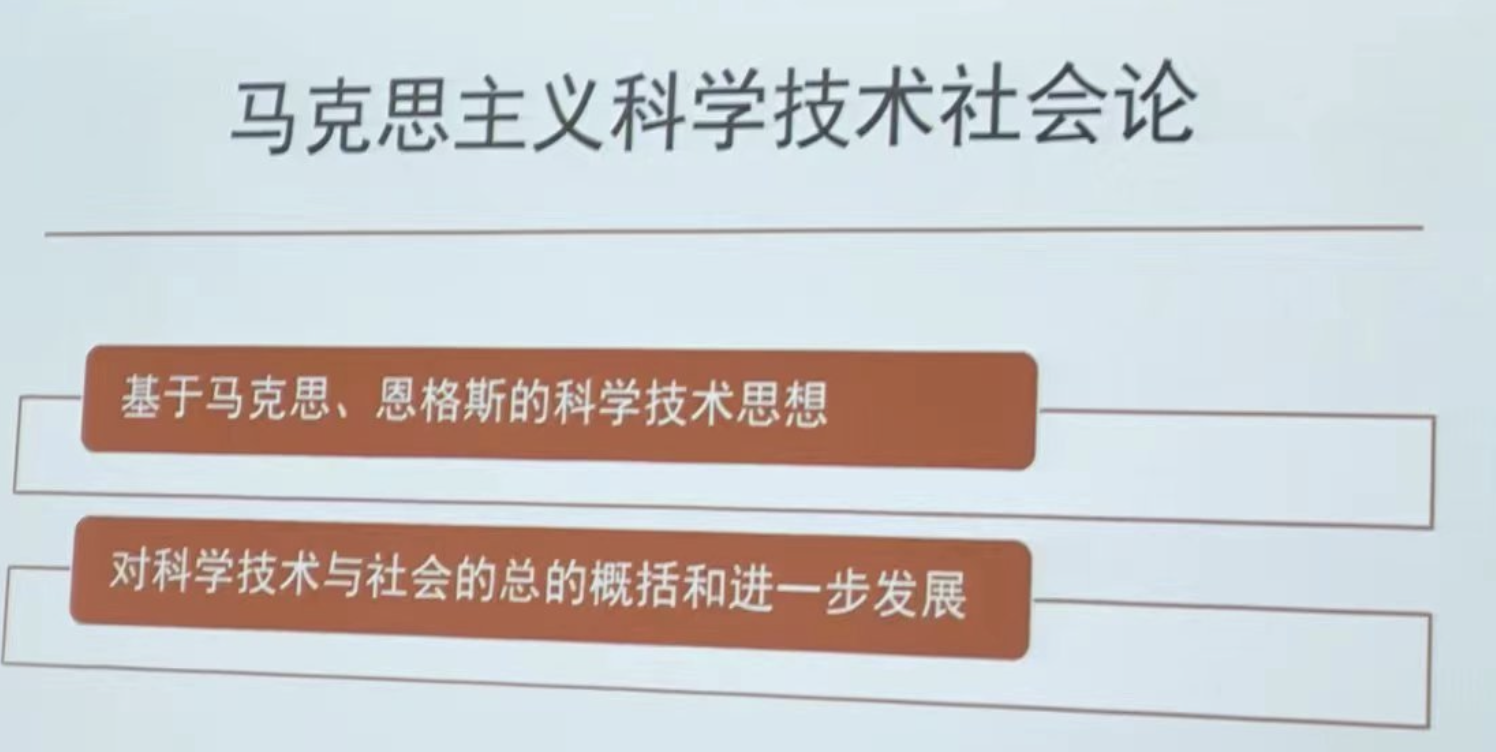 马克思主义科学技术社会论
基于马克思、恩格斯的科学技术思想
对科学技术与社会的总的概括和进一步发展